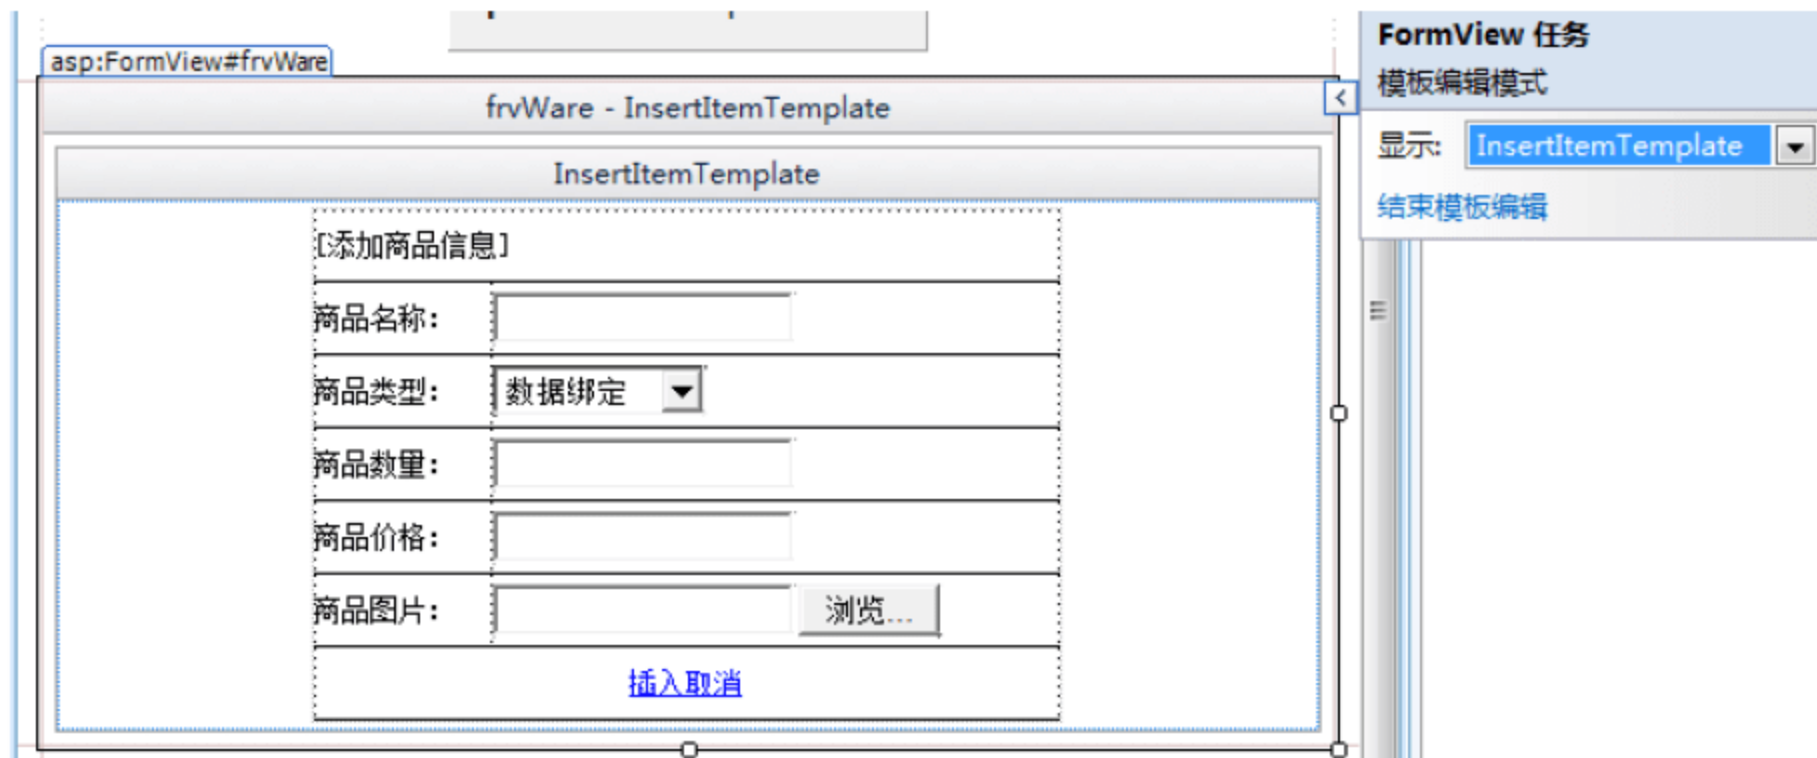 asp:FormView#frvWare
frvWare - InsertItemTemplate
InsertItemTemplate
[添加商品信息]
商品名称:
商品类型: 数据绑定
商品数量:
商品价格:
商品图片: 浏览...
插入取消
FormView 任务
模板编辑模式
显示: InsertItemTemplate
结束模板编辑